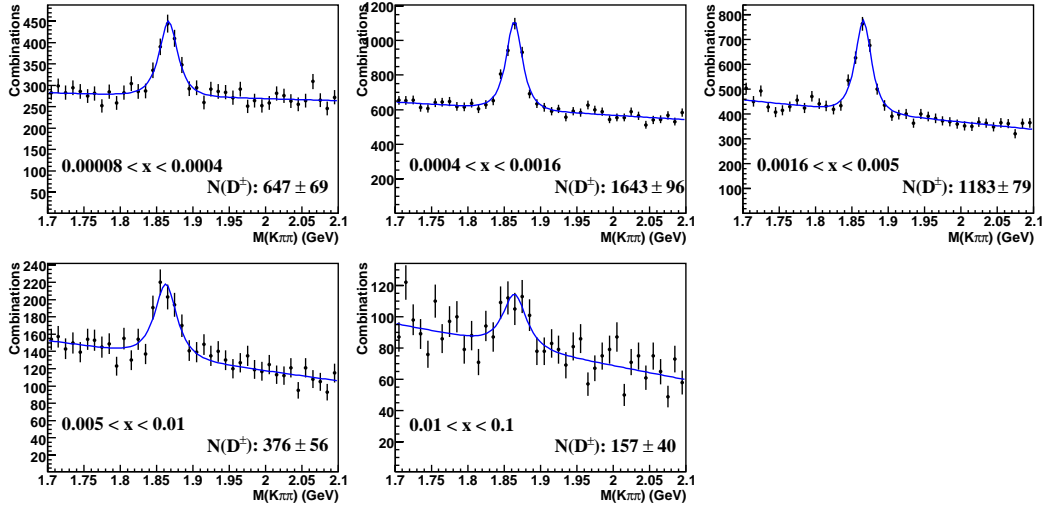 Combinations
450
400
350
300
250
200
150
100
50
0.00008 < x < 0.0004
N(D±): 647 ± 69
1.7 1.75 1.8 1.85 1.9 1.95 2 2.05 2.1
M(Kππ) (GeV)
Combinations
1200
1000
800
600
400
200
0.0004 < x < 0.0016
N(D±): 1643 ± 96
1.7 1.75 1.8 1.85 1.9 1.95 2 2.05 2.1
M(Kππ) (GeV)
Combinations
800
700
600
500
400
300
200
100
0.0016 < x < 0.005
N(D±): 1183 ± 79
1.7 1.75 1.8 1.85 1.9 1.95 2 2.05 2.1
M(Kππ) (GeV)
Combinations
240
220
200
180
160
140
120
100
80
60
40
20
0
0.005 < x < 0.01
N(D±): 376 ± 56
1.7 1.75 1.8 1.85 1.9 1.95 2 2.05 2.1
M(Kππ) (GeV)
Combinations
120
100
80
60
40
20
0.01 < x < 0.1
N(D±): 157 ± 40
1.7 1.75 1.8 1.85 1.9 1.95 2 2.05 2.1
M(Kππ) (GeV)